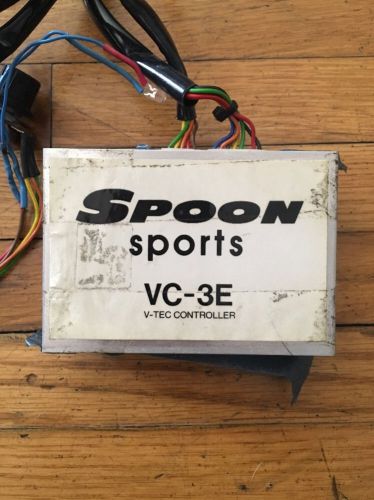 SPOON
sports
VC-3E
V-TEC CONTROLLER